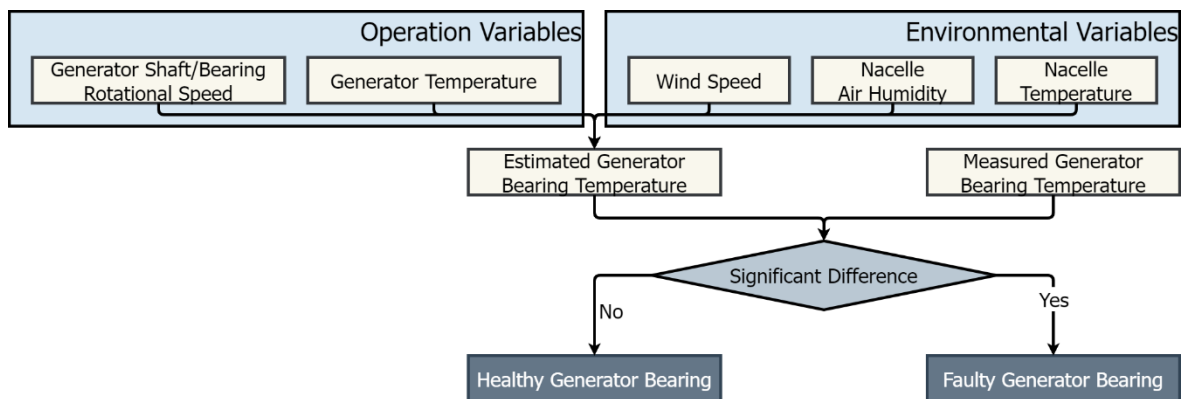 Operation Variables
Environmental Variables
Generator Shaft/Bearing
Rotational Speed
Generator Temperature
Wind Speed
Nacelle
Air Humidity
Nacelle
Temperature
Estimated Generator
Bearing Temperature
Measured Generator
Bearing Temperature
Significant Difference
No
Yes
Healthy Generator Bearing
Faulty Generator Bearing